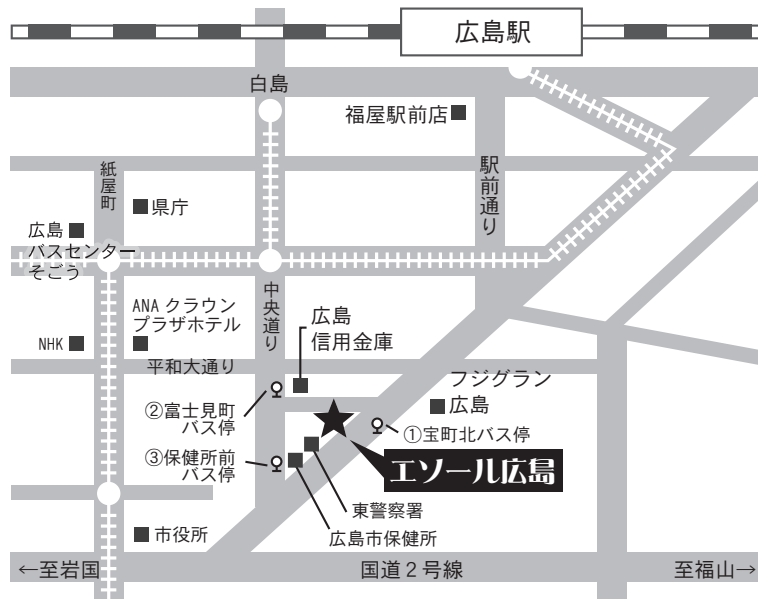 広島駅
白島
福屋駅前店
紙屋町
県庁
駅前通り
広島
バスセンター
そごう
中央道り
ANA クラウン
プラザホテル
広島
信用金庫
NHK
平和大通り
フジグラン
広島
②富士見町
バス停
①宝町北バス停
③保健所前
バス停
エソール広島
東警察署
市役所
広島市保健所
←至岩国
国道2号線
至福山→